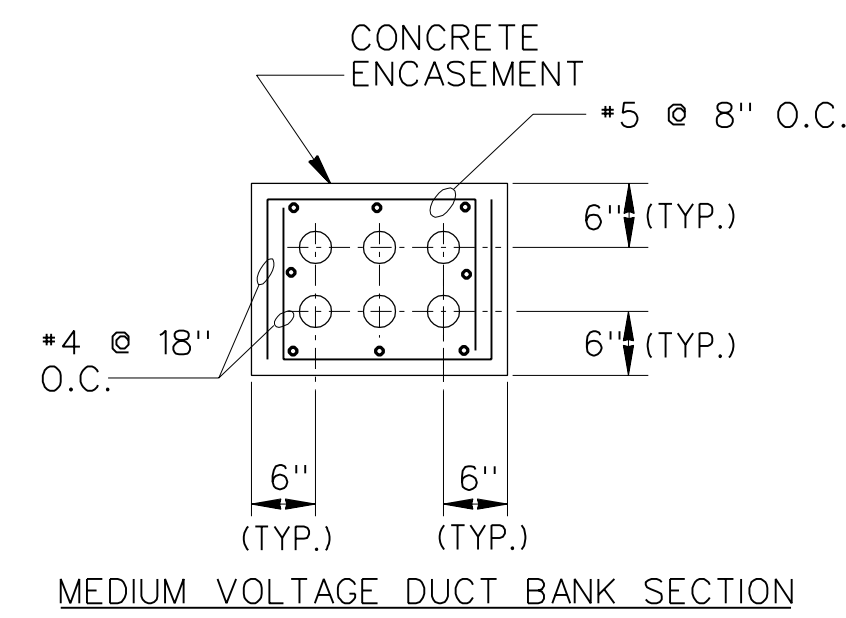 CONCRETE
ENCASEMENT
#5 @ 8" O.C.
6" (TYP.)
#4 @ 18"
O.C.
6" (TYP.)
6"
(TYP.)
6"
(TYP.)
MEDIUM VOLTAGE DUCT BANK SECTION